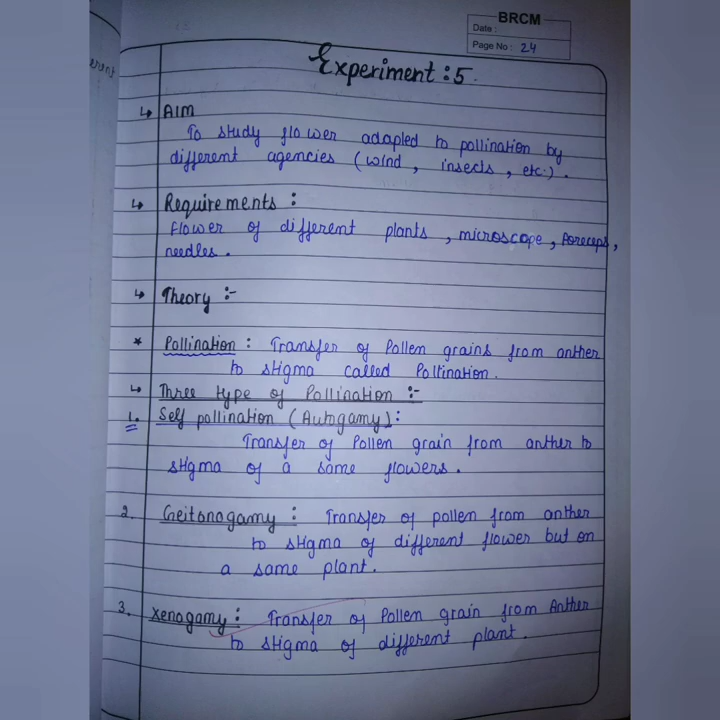 BRCM
Date :
Page No : 24
erent
Experiment : 5.
↳ AIM
To study flower adapled to pollination by
different agencies (wind, insects, etc.).
↳ Requirements :
flower of different plants, microscope, forceps,
needles.
↳ Theory :-
* Pollination : Transfer of Pollen grains from anther
to stigma called Pollination.
↳ Three type of Pollination :-
1. Self pollination (Autogamy) :
Transfer of Pollen grain from anther to
stigma of a same flowers.
2. Geitonogamy : Transfer of pollen from anther
to stigma of different flower but on
a same plant.
3. Xenogamy : Transfer of Pollen grain from Anther
to stigma of different plant.